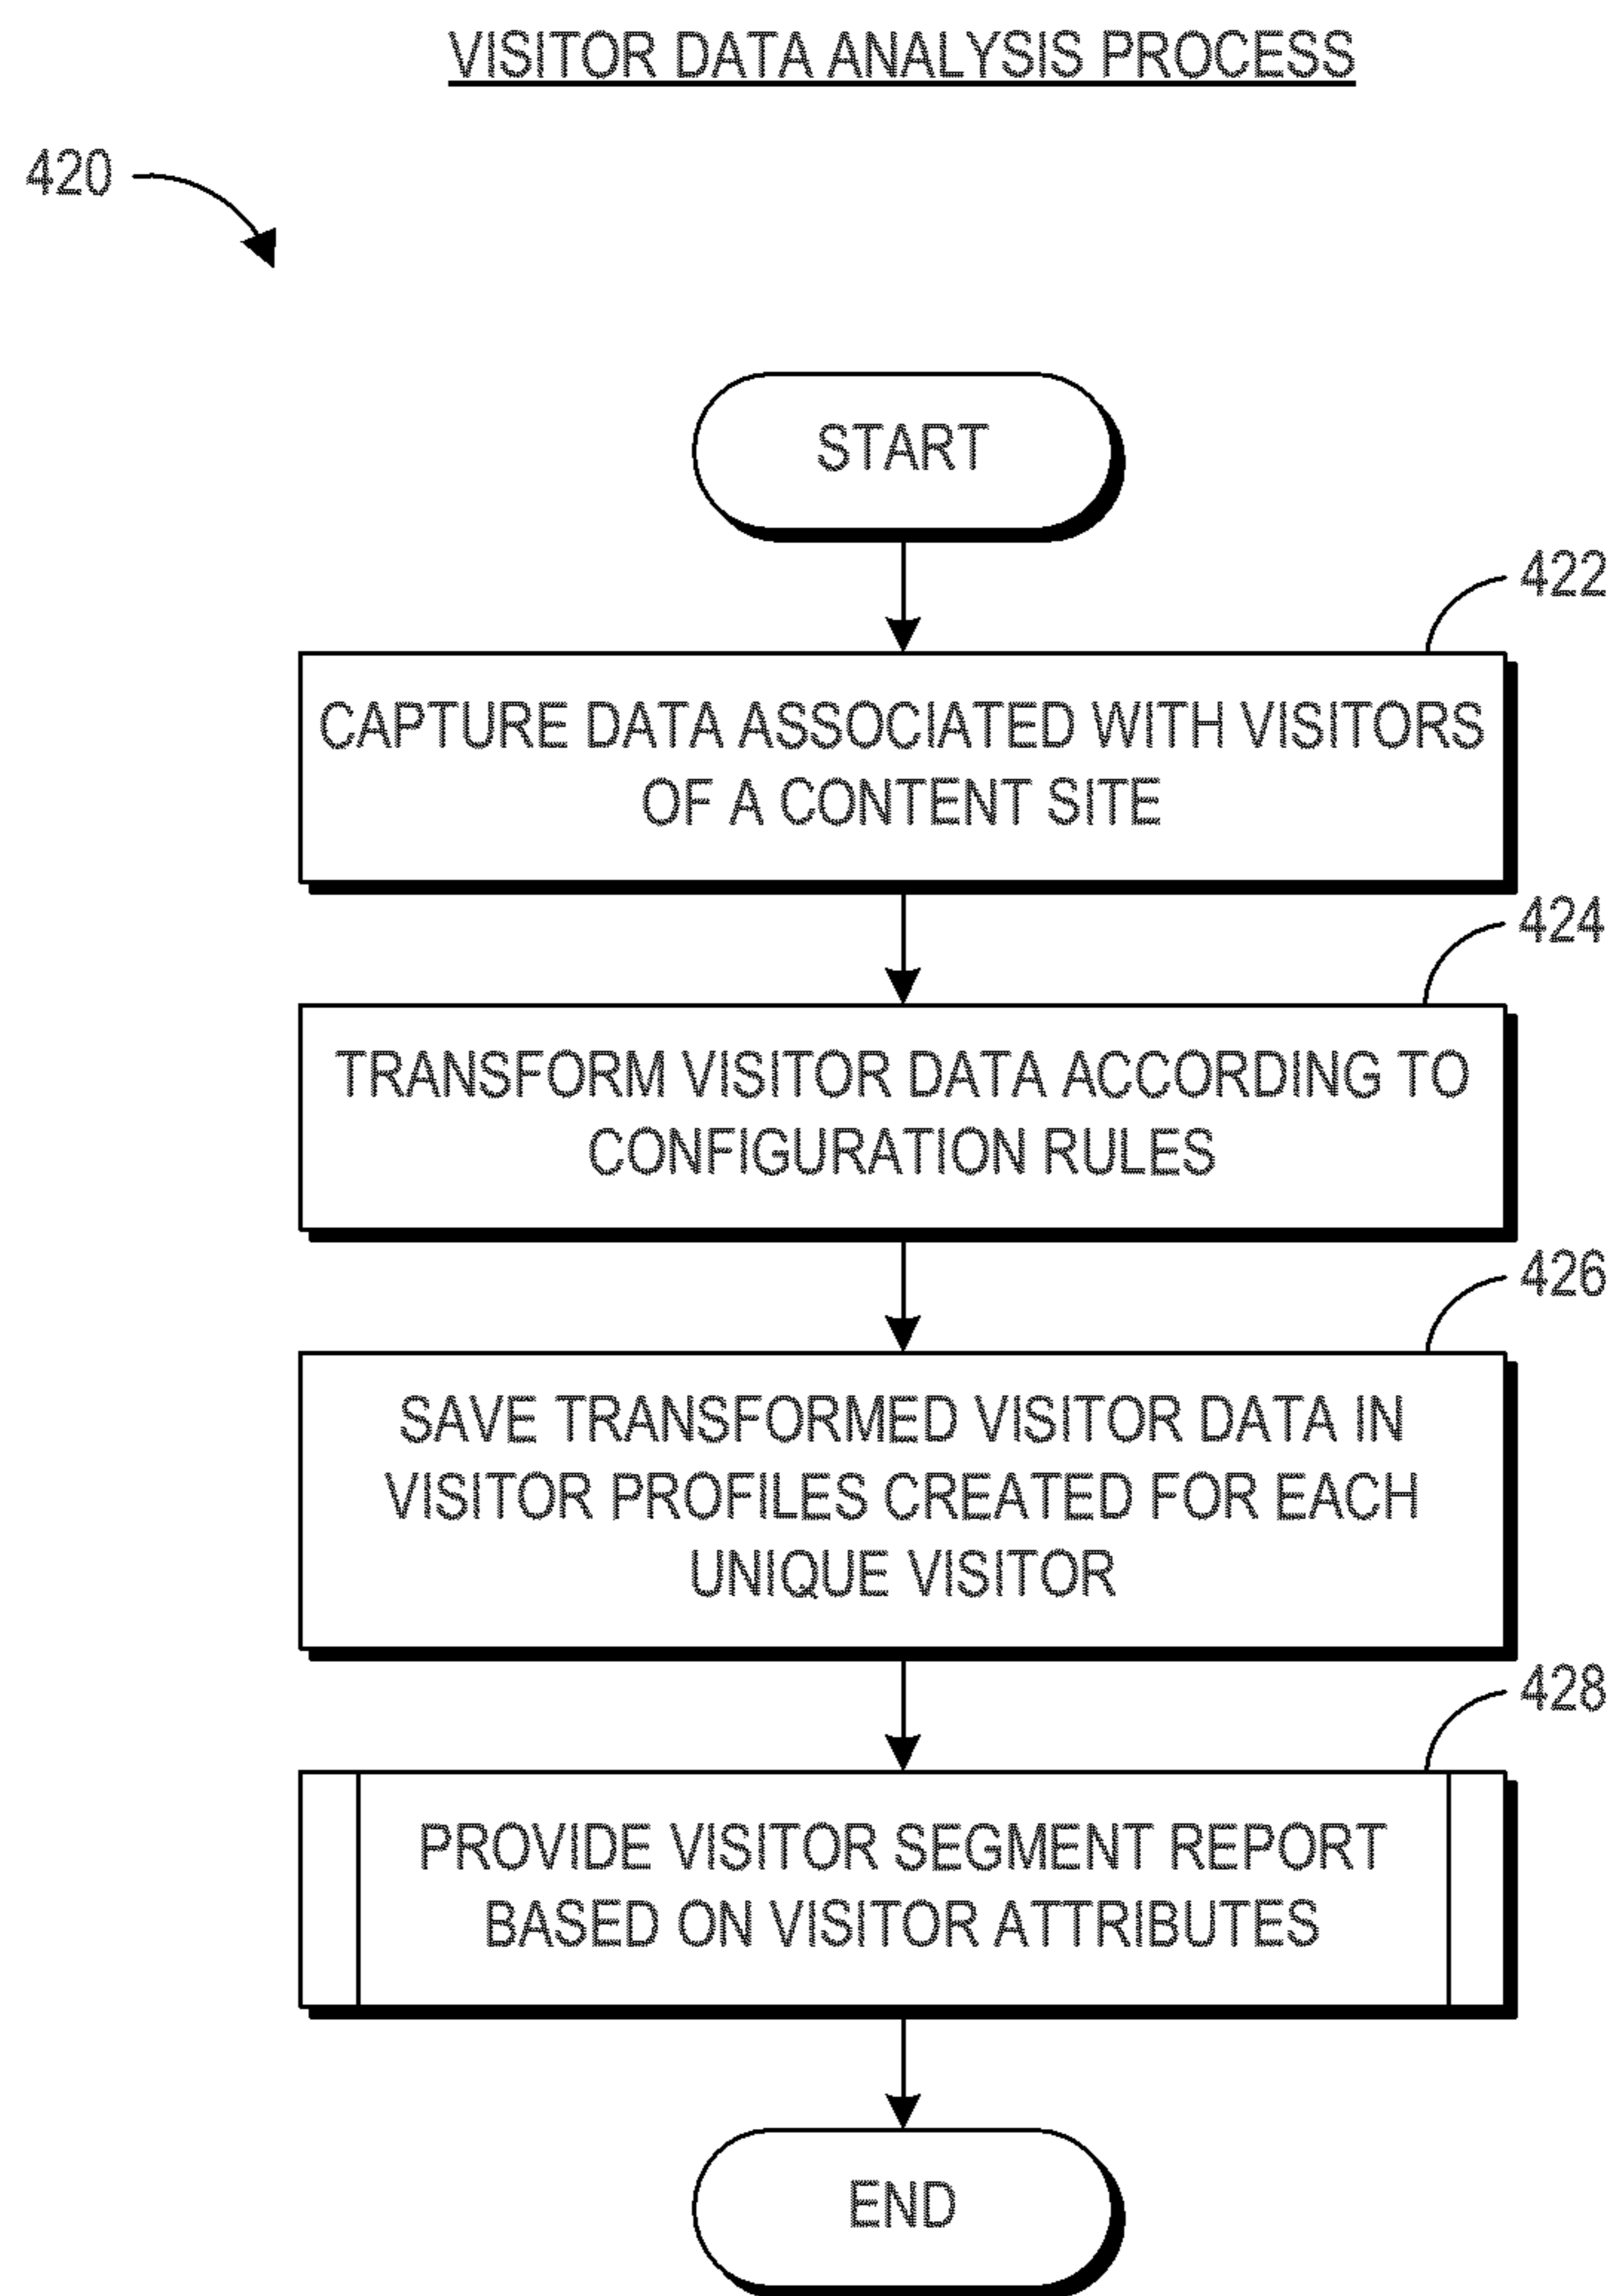 VISITOR DATA ANALYSIS PROCESS
420
START
422
CAPTURE DATA ASSOCIATED WITH VISITORS
OF A CONTENT SITE
424
TRANSFORM VISITOR DATA ACCORDING TO
CONFIGURATION RULES
426
SAVE TRANSFORMED VISITOR DATA IN
VISITOR PROFILES CREATED FOR EACH
UNIQUE VISITOR
428
PROVIDE VISITOR SEGMENT REPORT
BASED ON VISITOR ATTRIBUTES
END